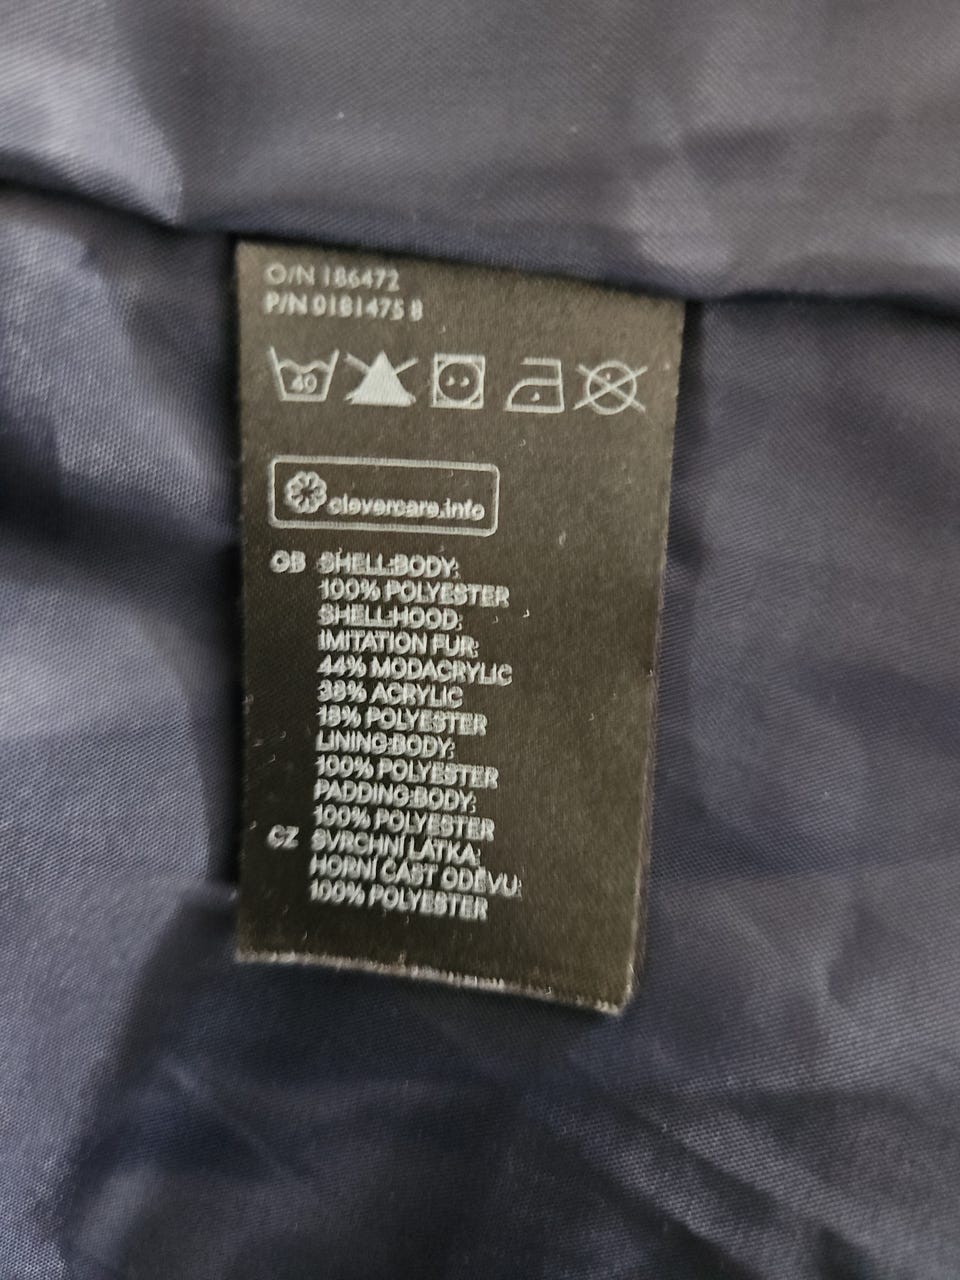 O/N 186472
P/N 0181475 8
40
clevercare.info
GB SHELL:BODY:
100% POLYESTER
SHELL:HOOD:
IMITATION FUR:
44% MODACRYLIC
38% ACRYLIC
18% POLYESTER
LINING:BODY:
100% POLYESTER
PADDING:BODY:
100% POLYESTER
CZ SVRCHNÍ LÁTKA:
HORNÍ ČÁST ODĚVU:
100% POLYESTER